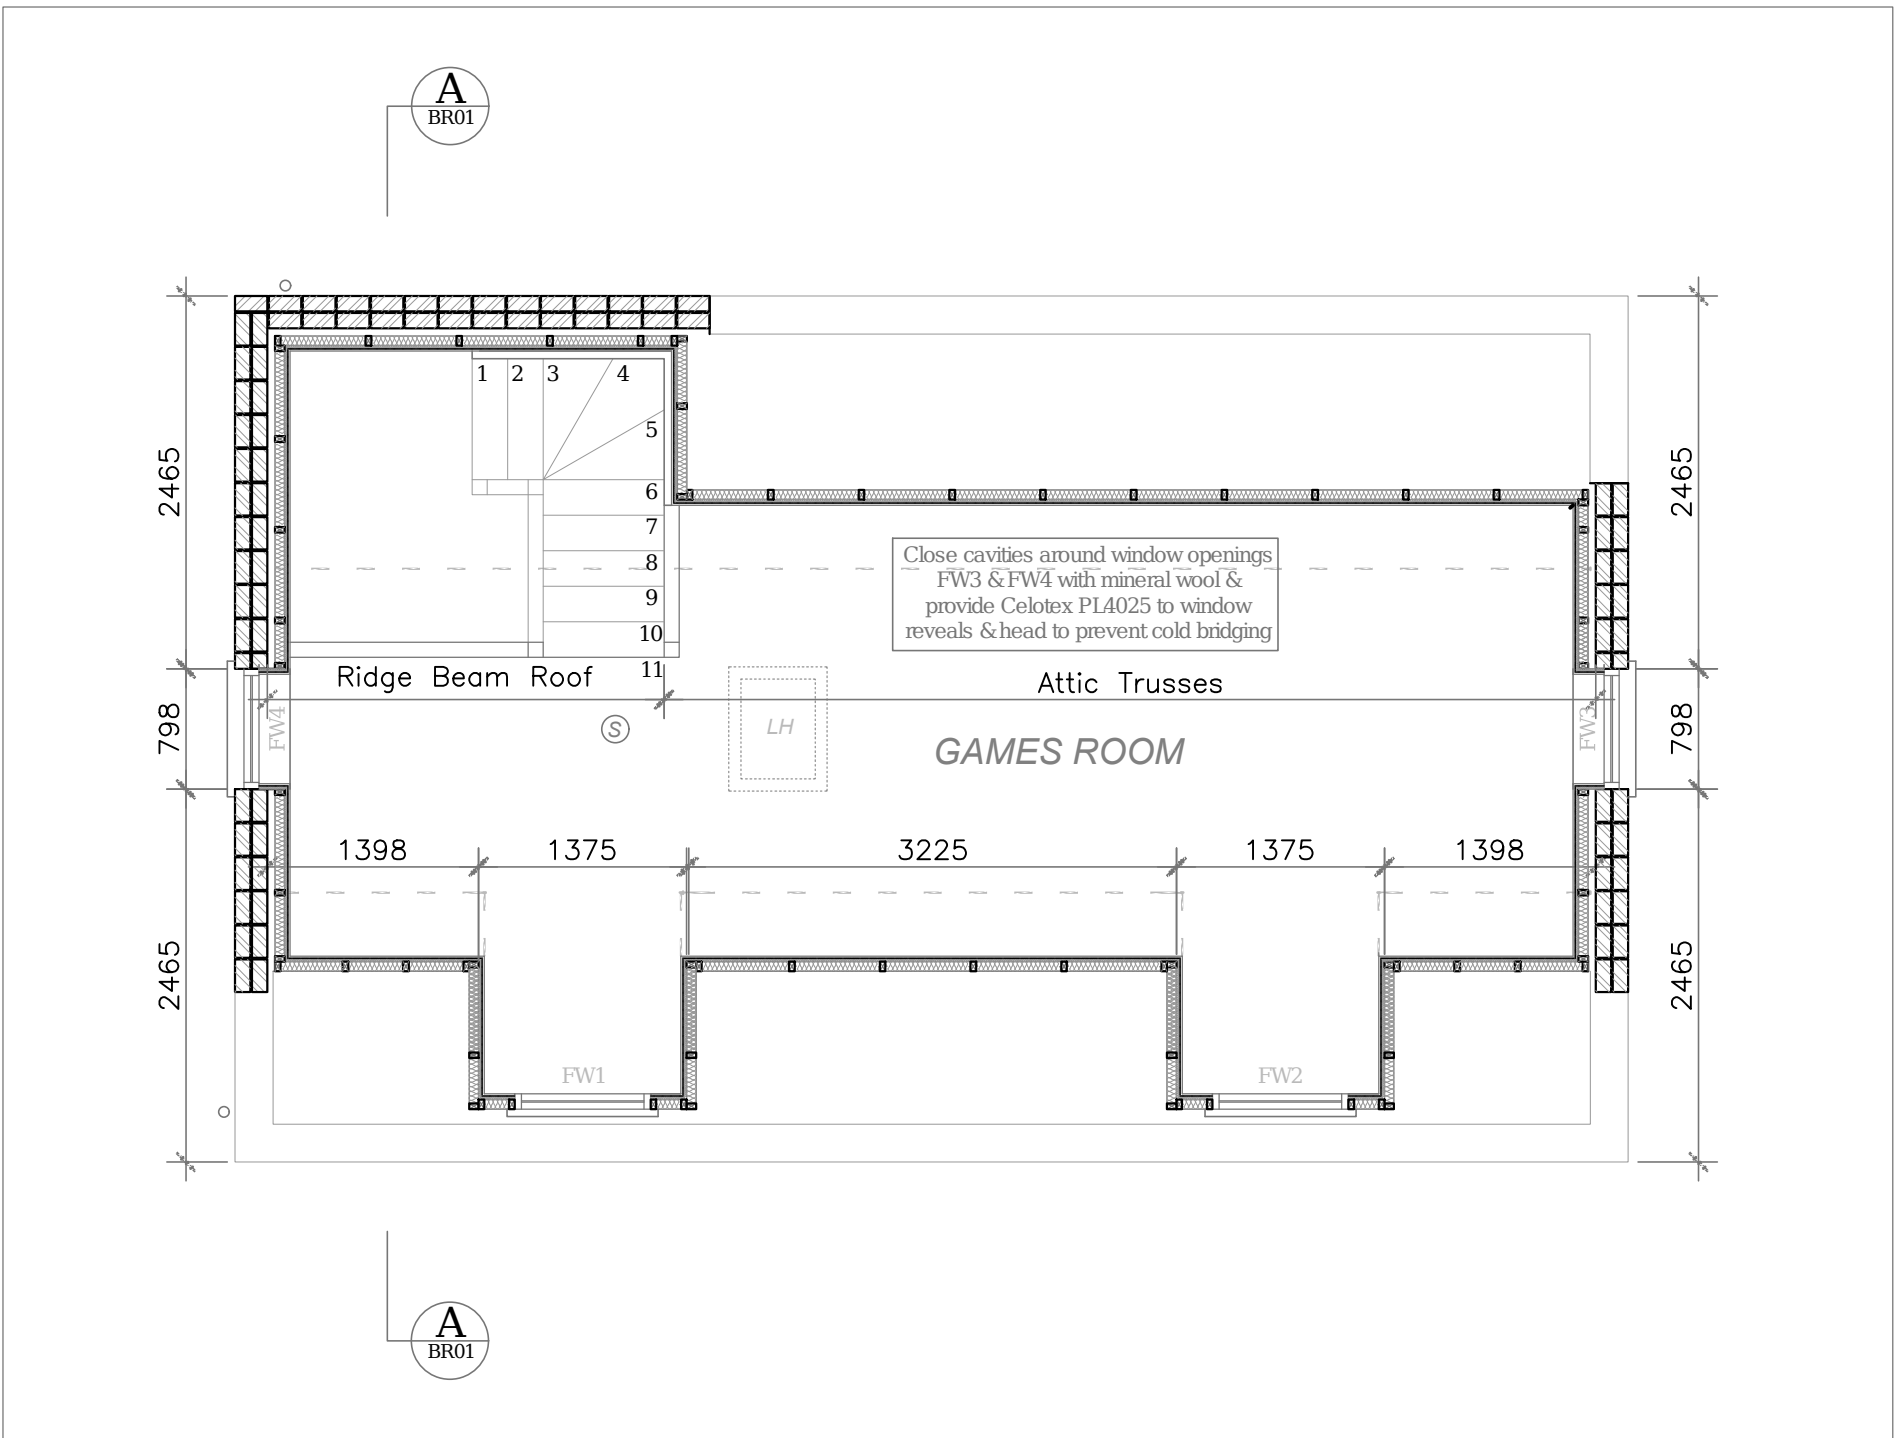 A
BR01
1
2
3
4
5
6
7
8
9
10
11
2465
798
2465
2465
798
2465
Close cavities around window openings
FW3 & FW4 with mineral wool &
provide Celotex PL4025 to window
reveals & head to prevent cold bridging
Ridge Beam Roof
Attic Trusses
FW4
S
LH
GAMES ROOM
FW3
1398
1375
3225
1375
1398
FW1
FW2
A
BR01